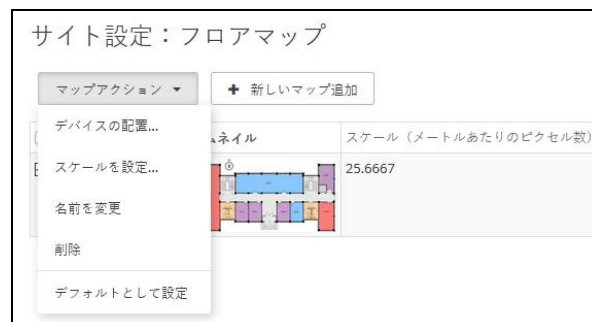 サイト設定：フロアマップ
マップアクション
新しいマップ追加
ムネイル
スケール（メートルあたりのピクセル数）
25.6667
デバイスの配置...
スケールを設定...
名前を変更
削除
デフォルトとして設定